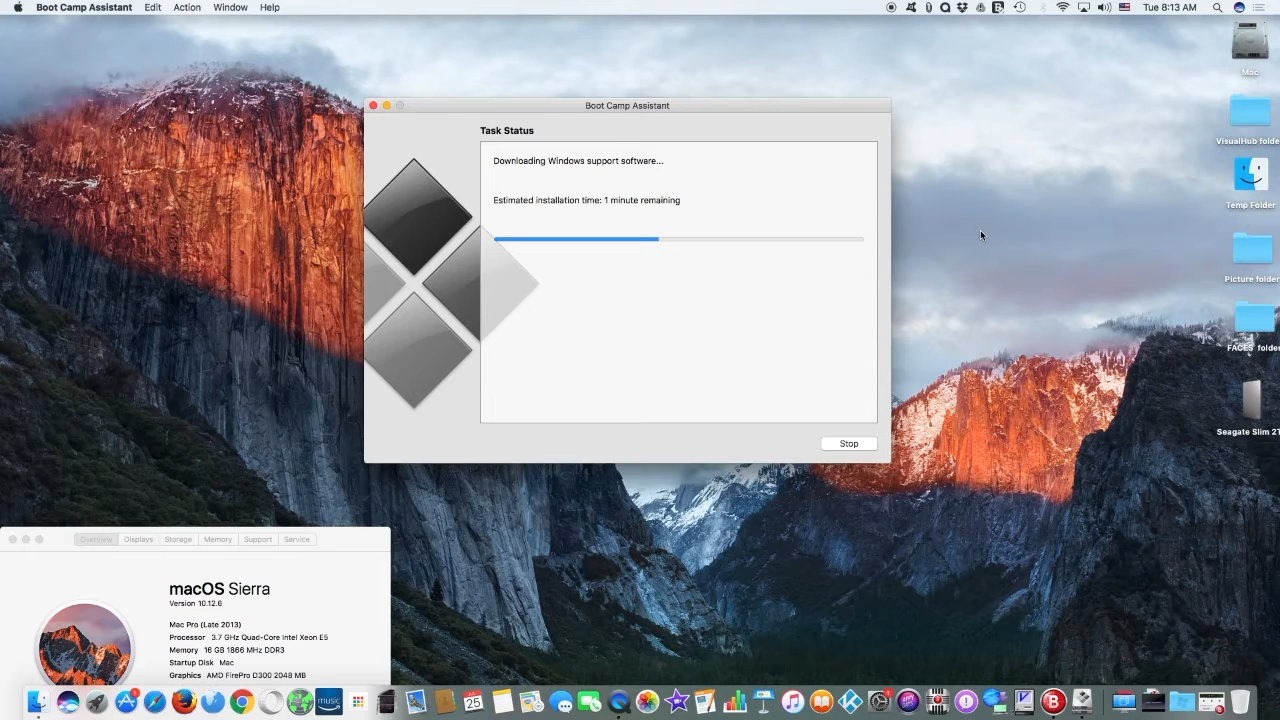 Boot Camp Assistant Edit Action Window Help
Tue 8:13 AM
Mac
VisualHub folde
Temp Folder
Picture folder
FACES folder
Seagate Slim 2T
Boot Camp Assistant
Task Status
Downloading Windows support software...
Estimated installation time: 1 minute remaining
Stop
Overview Displays Storage Memory Support Service
macOS Sierra
Version 10.12.6
Mac Pro (Late 2013)
Processor 3.7 GHz Quad-Core Intel Xeon E5
Memory 16 GB 1866 MHz DDR3
Startup Disk Mac
Graphics AMD FirePro D300 2048 MB
music
25